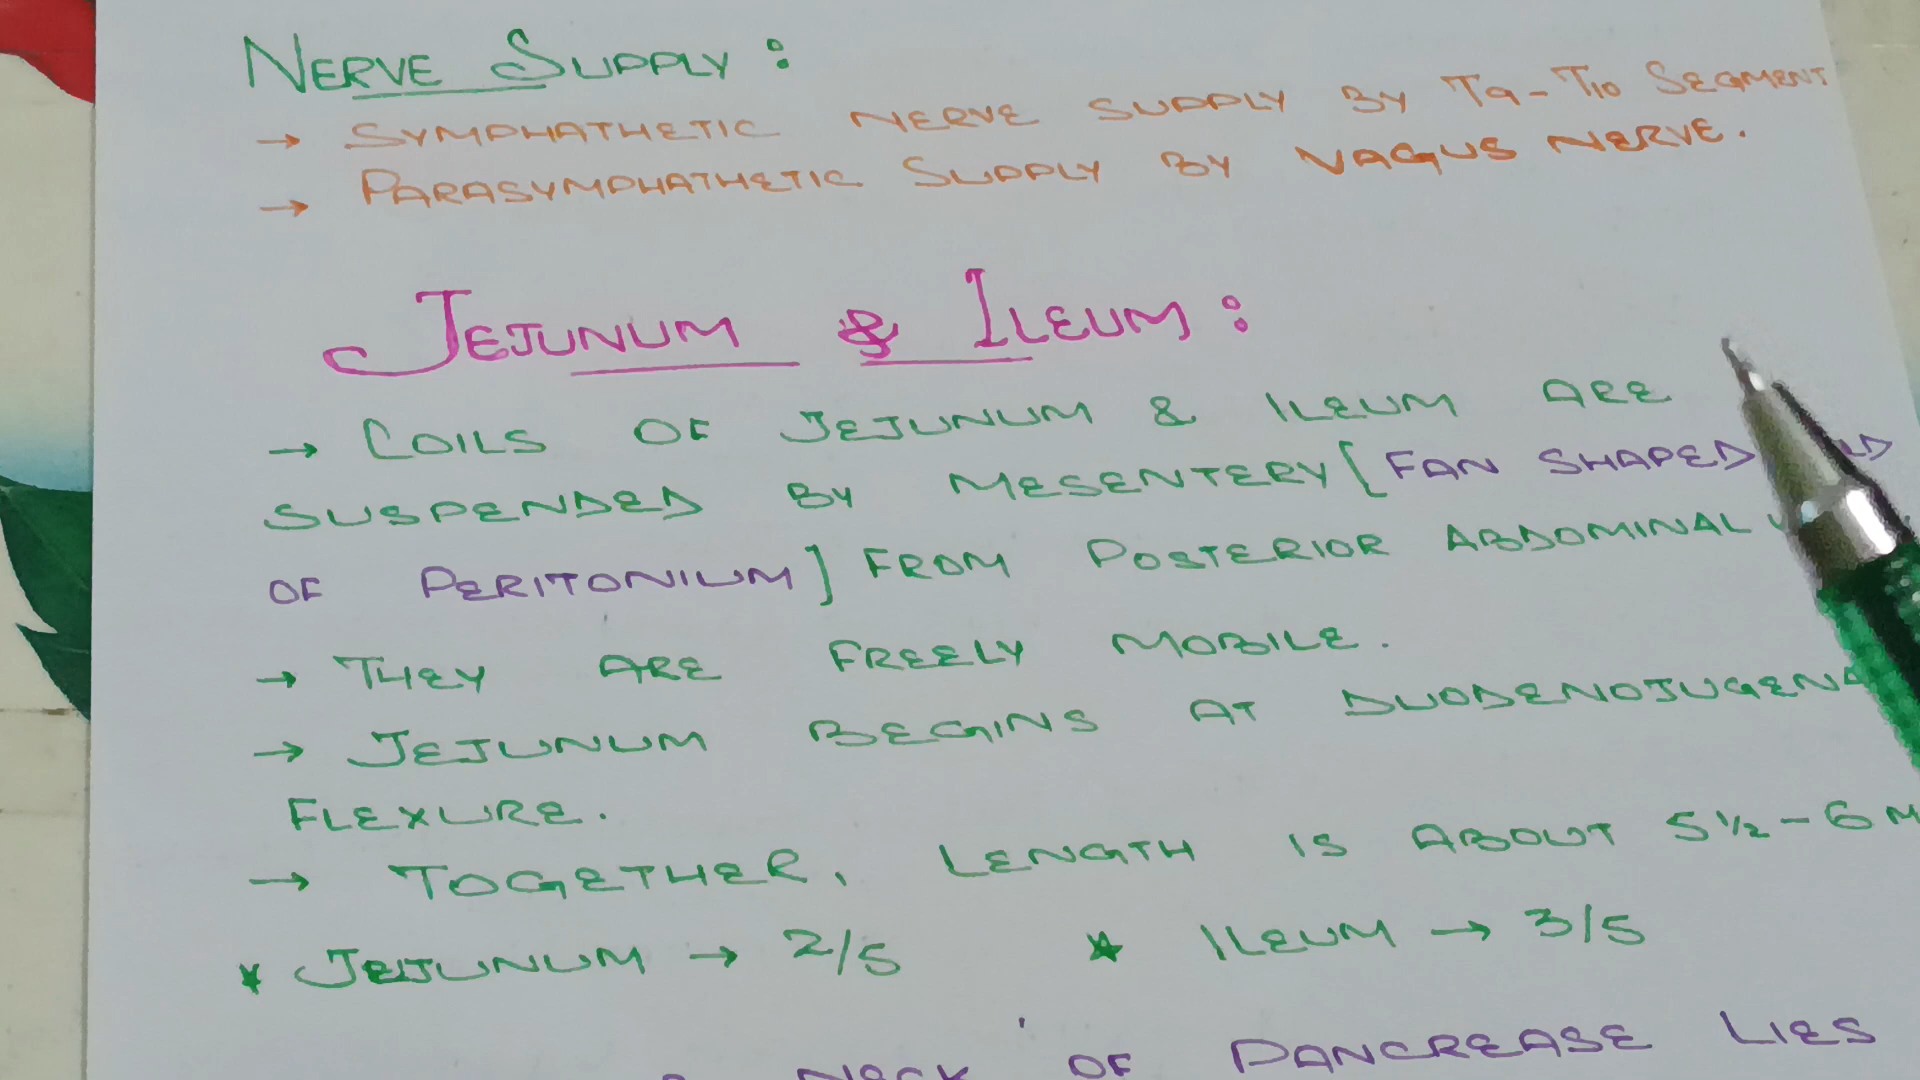 NERVE SUPPLY:
→ SYMPHATHETIC NERVE SUPPLY BY T9-T10 SEGMENT
→ PARASYMPHATHETIC SUPPLY BY VAGUS NERVE.
JEJUNUM & ILEUM:
→ COILS OF JEJUNUM & ILEUM ARE
SUSPENDED BY MESENTERY [FAN SHAPED
OF PERITONIUM] FROM POSTERIOR ABDOMINAL
→ THEY ARE FREELY MOBILE.
→ JEJUNUM BEGINS AT
FLEXURE.
→ TOGETHER, LENGTH IS ABOUT 5 1/2 - 6 M
* JEJUNUM → 2/5 * ILEUM → 3/5
OF PANCREASE LIES